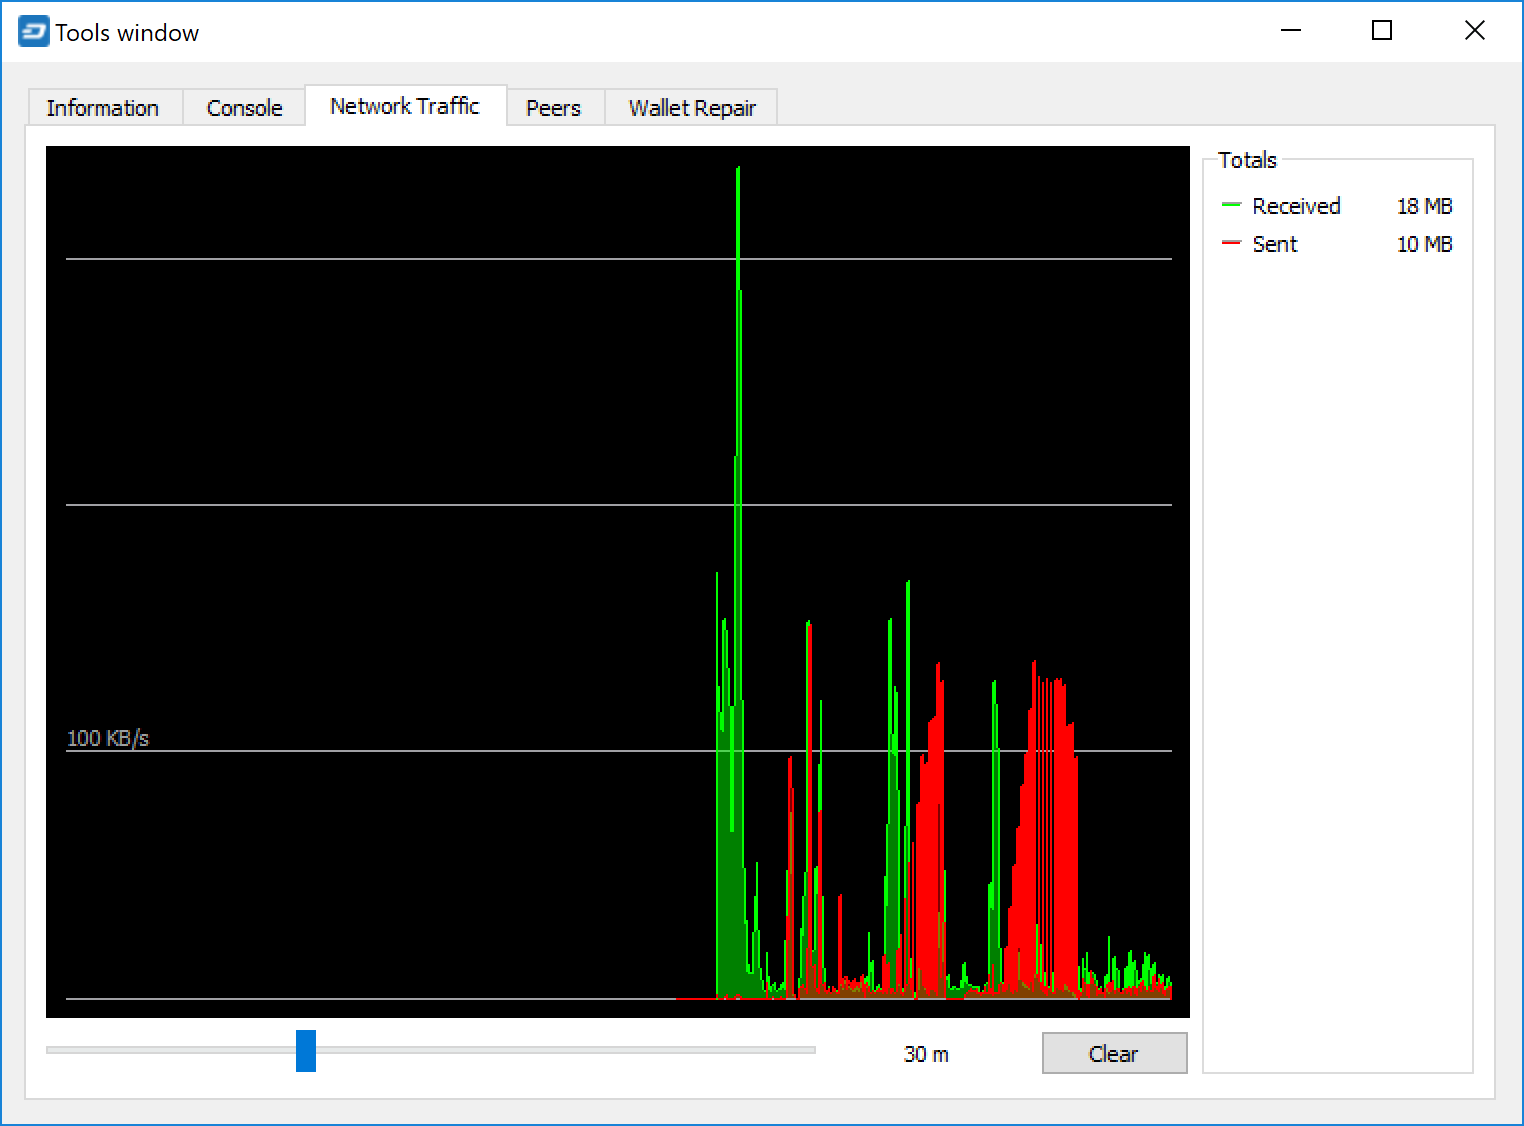 Tools window
Information Console Network Traffic Peers Wallet Repair
Totals
Received 18 MB
Sent 10 MB
100 KB/s
30 m Clear